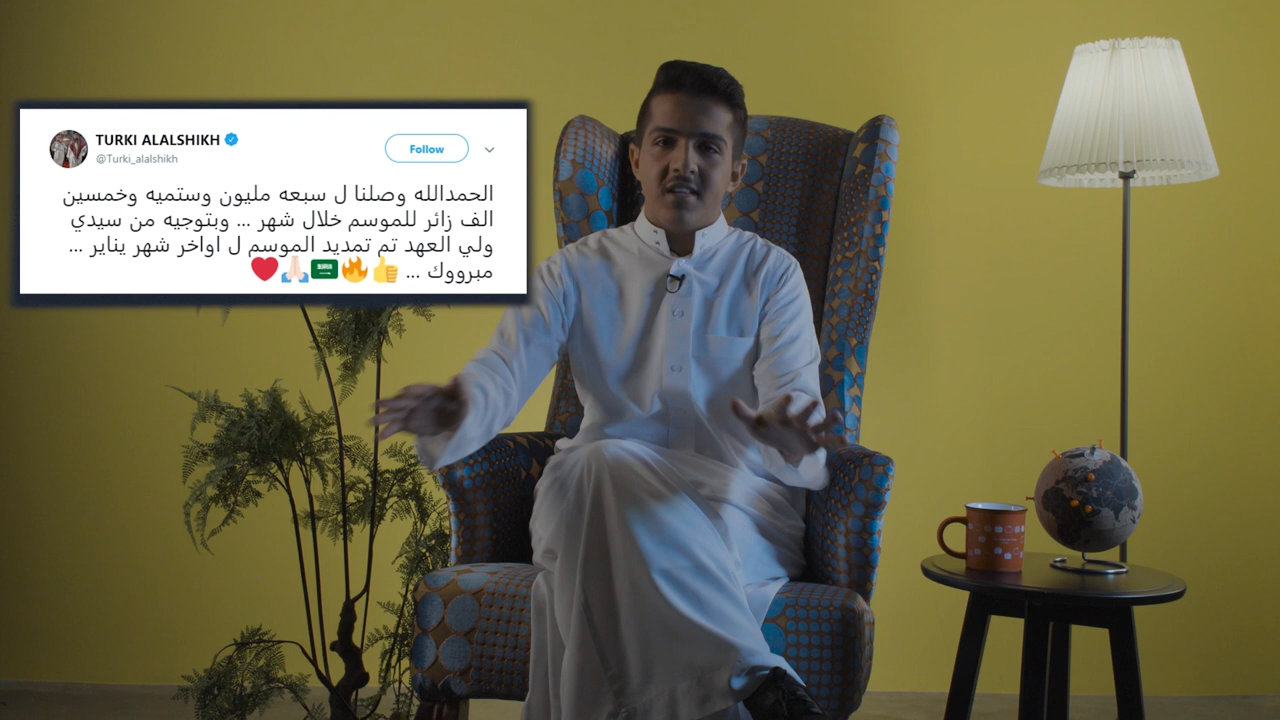 TURKI ALALSHIKH
@Turki_alalshikh
Follow
الحمدالله وصلنا ل سبعه مليون وستميه وخمسين
الف زائر للموسم خلال شهر ... وبتوجيه من سيدي
ولي العهد تم تمديد الموسم ل اواخر شهر يناير ...
مبرووك ... 👍🔥🇸🇦🙏🏻❤️